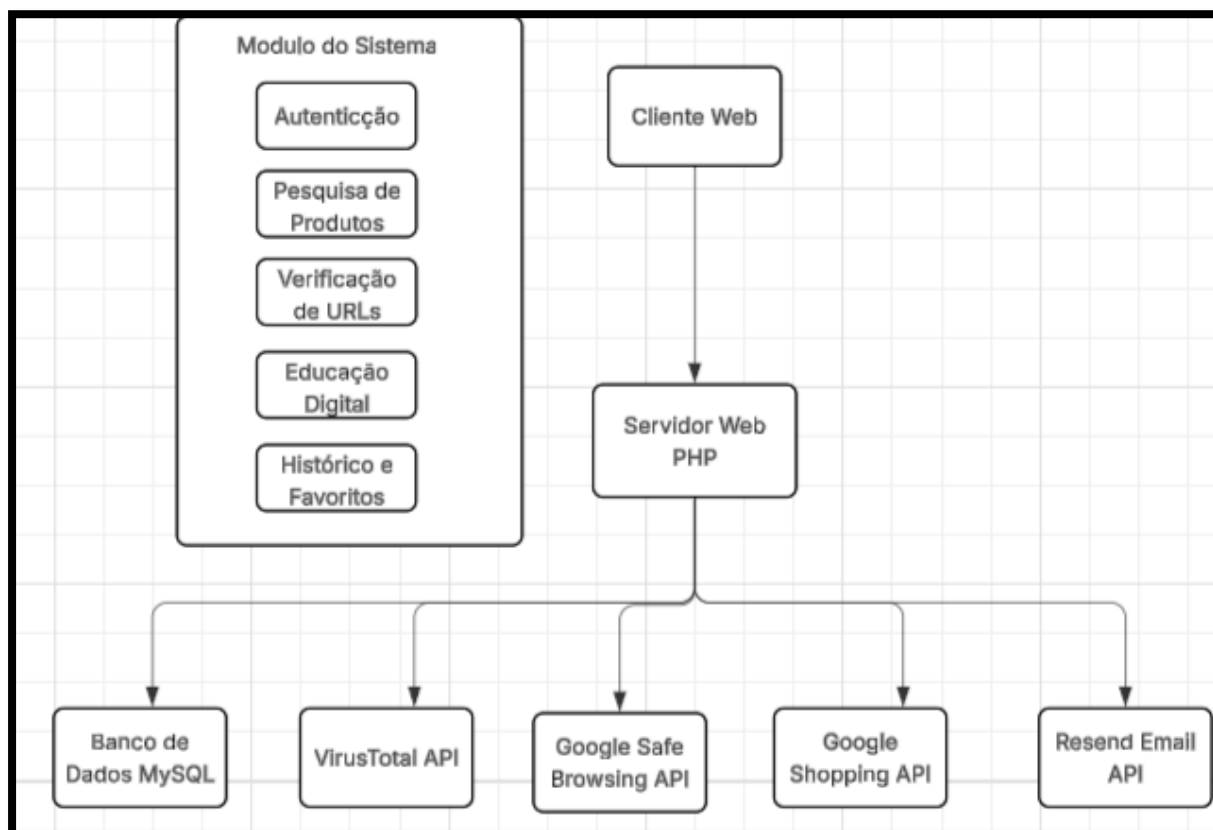 Modulo do Sistema
Autenticção
Pesquisa de
Produtos
Verificação
de URLs
Educação
Digital
Histórico e
Favoritos
Cliente Web
Servidor Web
PHP
Banco de
Dados MySQL
VirusTotal API
Google Safe
Browsing API
Google
Shopping API
Resend Email
API